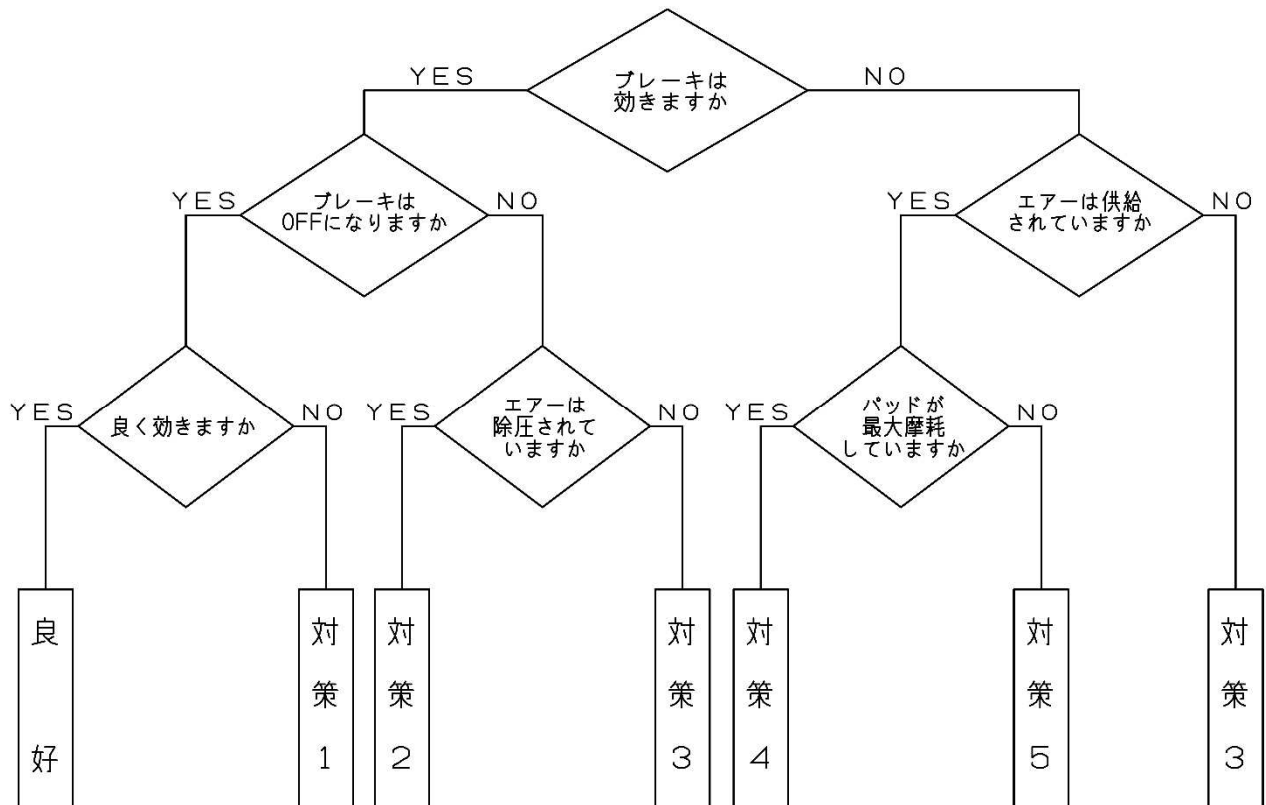 ブレーキは
効きますか
YES
NO
ブレーキは
OFFになりますか
YES
NO
エアーは供給
されていますか
YES
NO
良く効きますか
YES
NO
エアーは
除圧されて
いますか
YES
NO
パッドが
最大摩耗
していますか
YES
NO
良好
対策1
対策2
対策3
対策4
対策5
対策3